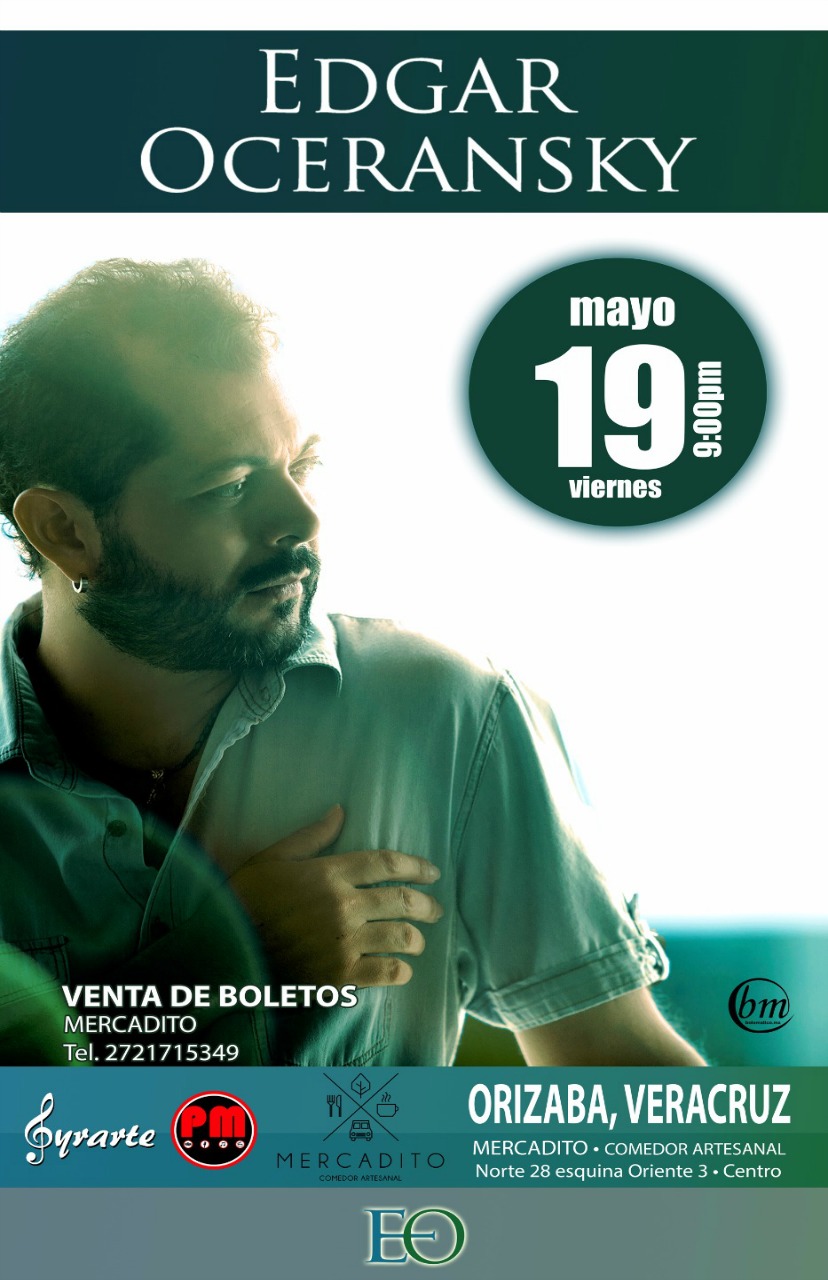 EDGAR
OCERANSKY
mayo
19
9:00pm
viernes
VENTA DE BOLETOS
MERCADITO
Tel. 2721715349
bm
Gyrarte
PM
MERCADITO
COMEDOR ARTESANAL
ORIZABA, VERACRUZ
MERCADITO • COMEDOR ARTESANAL
Norte 28 esquina Oriente 3 • Centro
EO